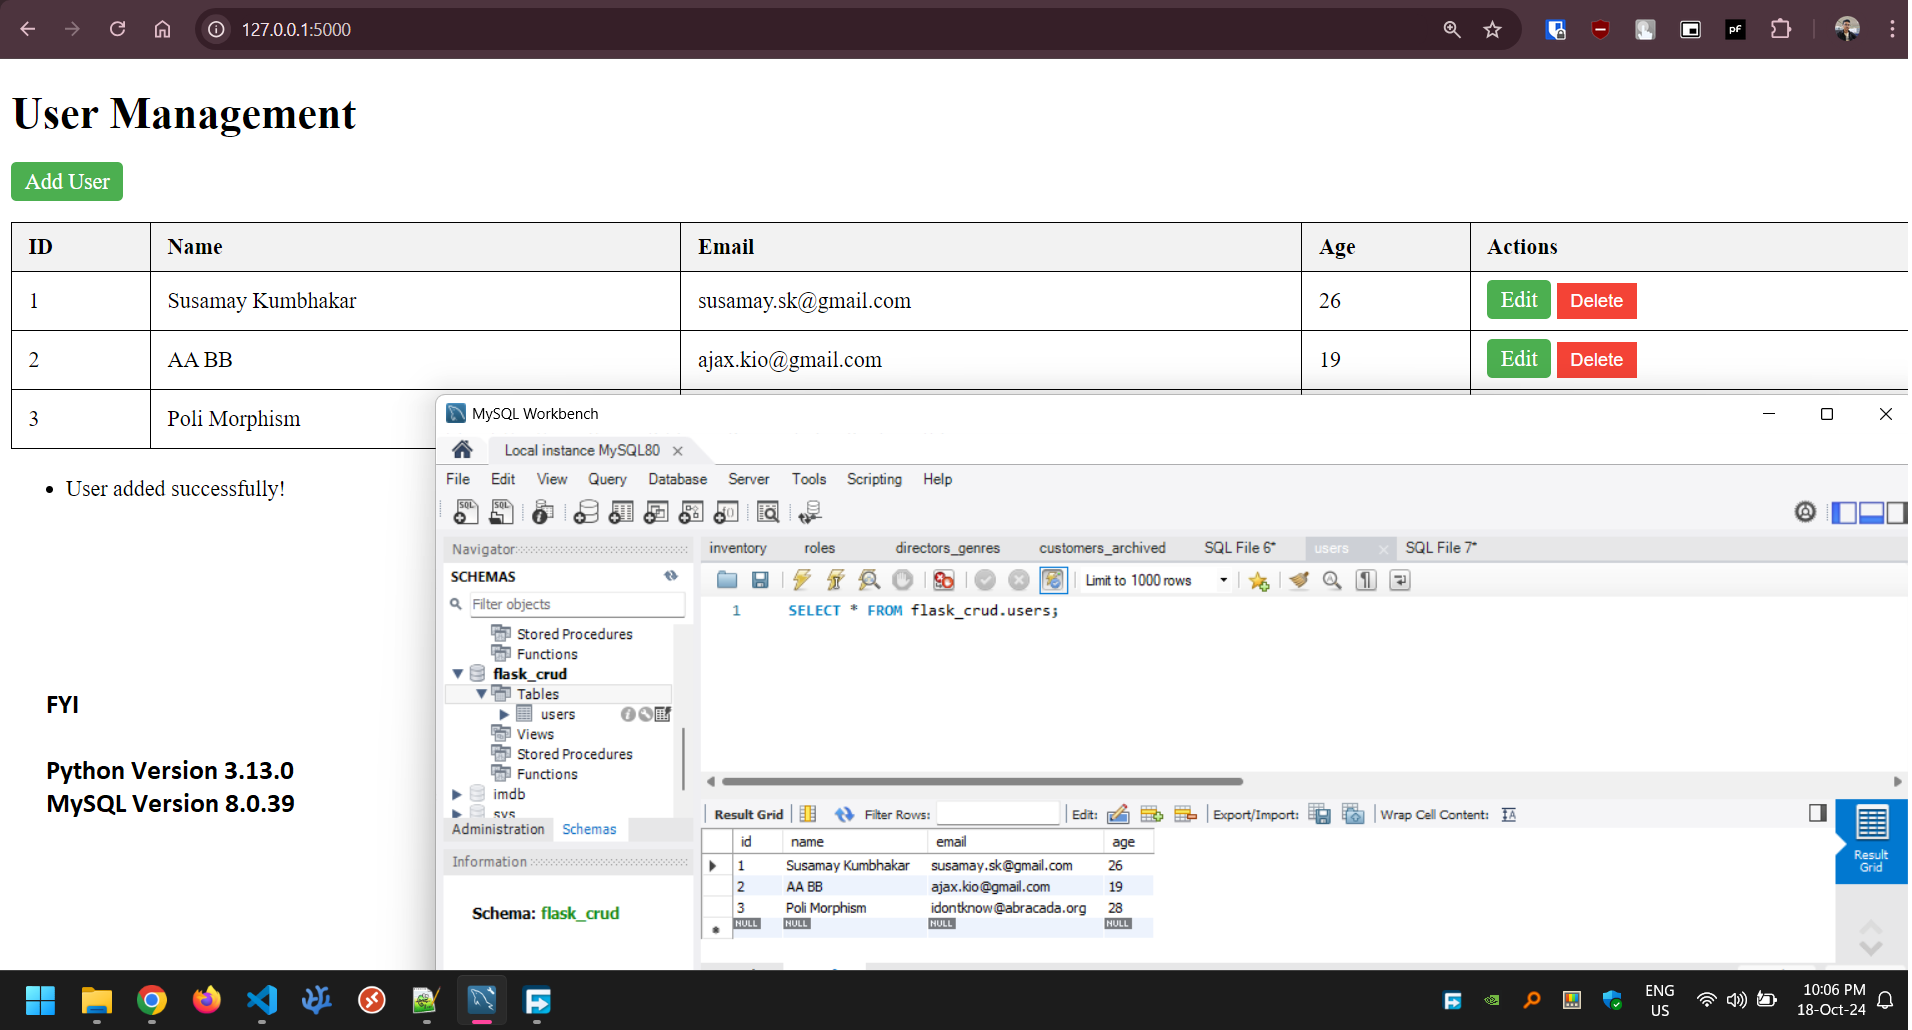 127.0.0.1:5000
User Management
Add User
ID Name Email Age Actions
1 Susamay Kumbhakar susamay.sk@gmail.com 26 Edit Delete
2 AA BB ajax.kio@gmail.com 19 Edit Delete
3 Poli Morphism
User added successfully!
FYI
Python Version 3.13.0
MySQL Version 8.0.39
MySQL Workbench
Local instance MySQL80
File Edit View Query Database Server Tools Scripting Help
Navigator
SCHEMAS
Filter objects
Stored Procedures
Functions
flask_crud
Tables
users
Views
Stored Procedures
Functions
imdb
sys
Administration Schemas
Information
Schema: flask_crud
inventory roles directors_genres customers_archived SQL File 6* users SQL File 7*
Limit to 1000 rows
1 SELECT * FROM flask_crud.users;
Result Grid Filter Rows: Edit: Export/Import: Wrap Cell Content:
id name email age
1 Susamay Kumbhakar susamay.sk@gmail.com 26
2 AA BB ajax.kio@gmail.com 19
3 Poli Morphism idontknow@abracada.org 28
NULL NULL NULL NULL
Result
Grid
ENG
US
10:06 PM
18-Oct-24